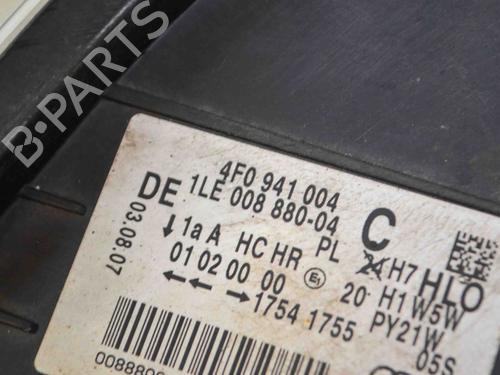 B-PARTS
4F0 941 004
DE 1LE 008 880-04 C
03.08.07
↓ 1a A HC HR PL 24 H7 HLO
01 02 00 00 E1 20 H1 W5W
←→ 1754 1755 PY21W
05S